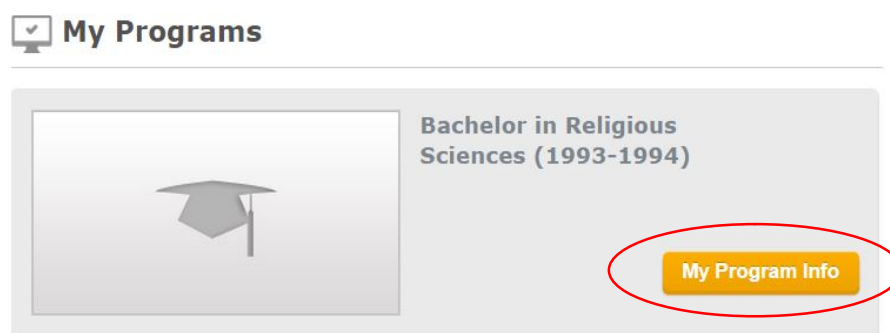 My Programs
Bachelor in Religious
Sciences (1993-1994)
My Program Info